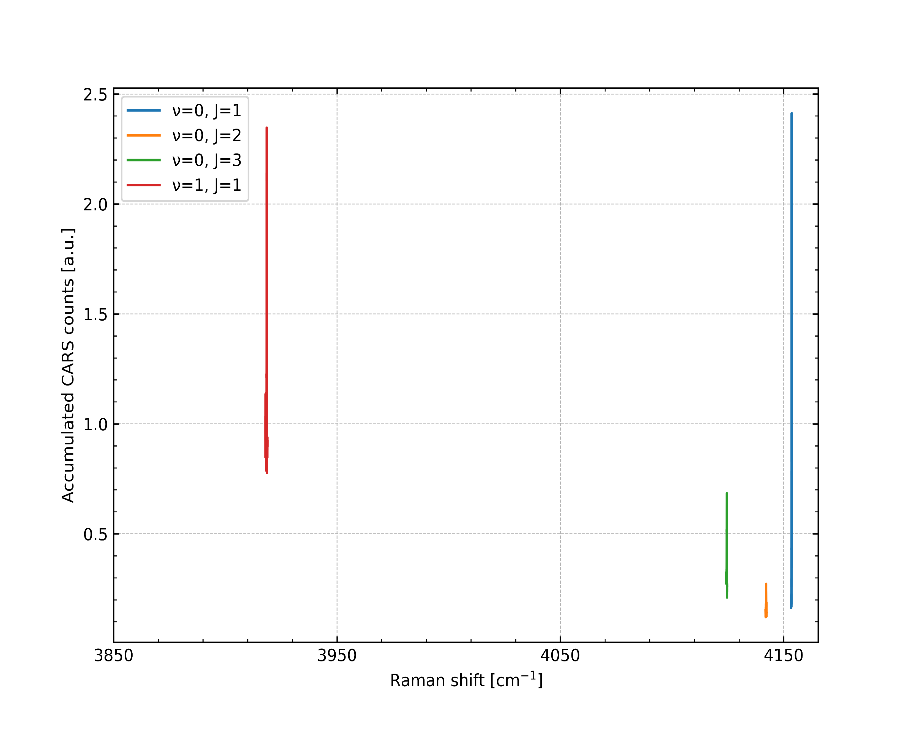 2.5
2.0
1.5
1.0
0.5
Accumulated CARS counts [a.u.]
ν=0, J=1
ν=0, J=2
ν=0, J=3
ν=1, J=1
3850 3950 4050 4150
Raman shift [cm⁻¹]